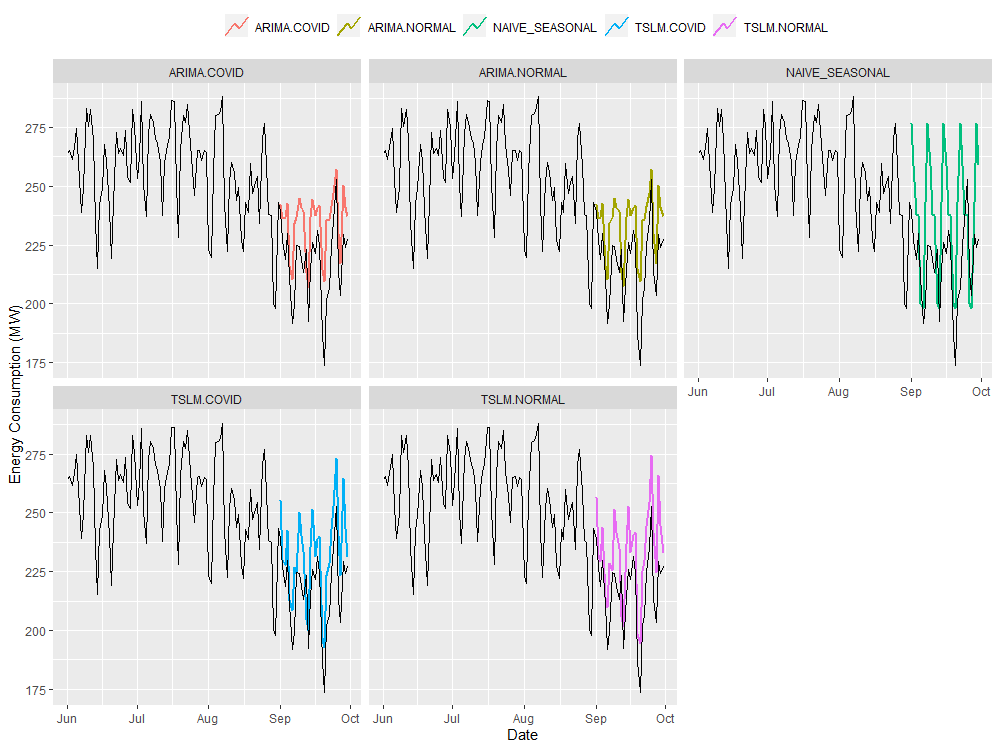 ARIMA.COVID ARIMA.NORMAL NAIVE_SEASONAL TSLM.COVID TSLM.NORMAL
ARIMA.COVID ARIMA.NORMAL NAIVE_SEASONAL
275
250
225
200
175
Jun Jul Aug Sep Oct
TSLM.COVID TSLM.NORMAL
275
250
225
200
175
Jun Jul Aug Sep Oct Jun Jul Aug Sep Oct
Date
Energy Consumption (MW)